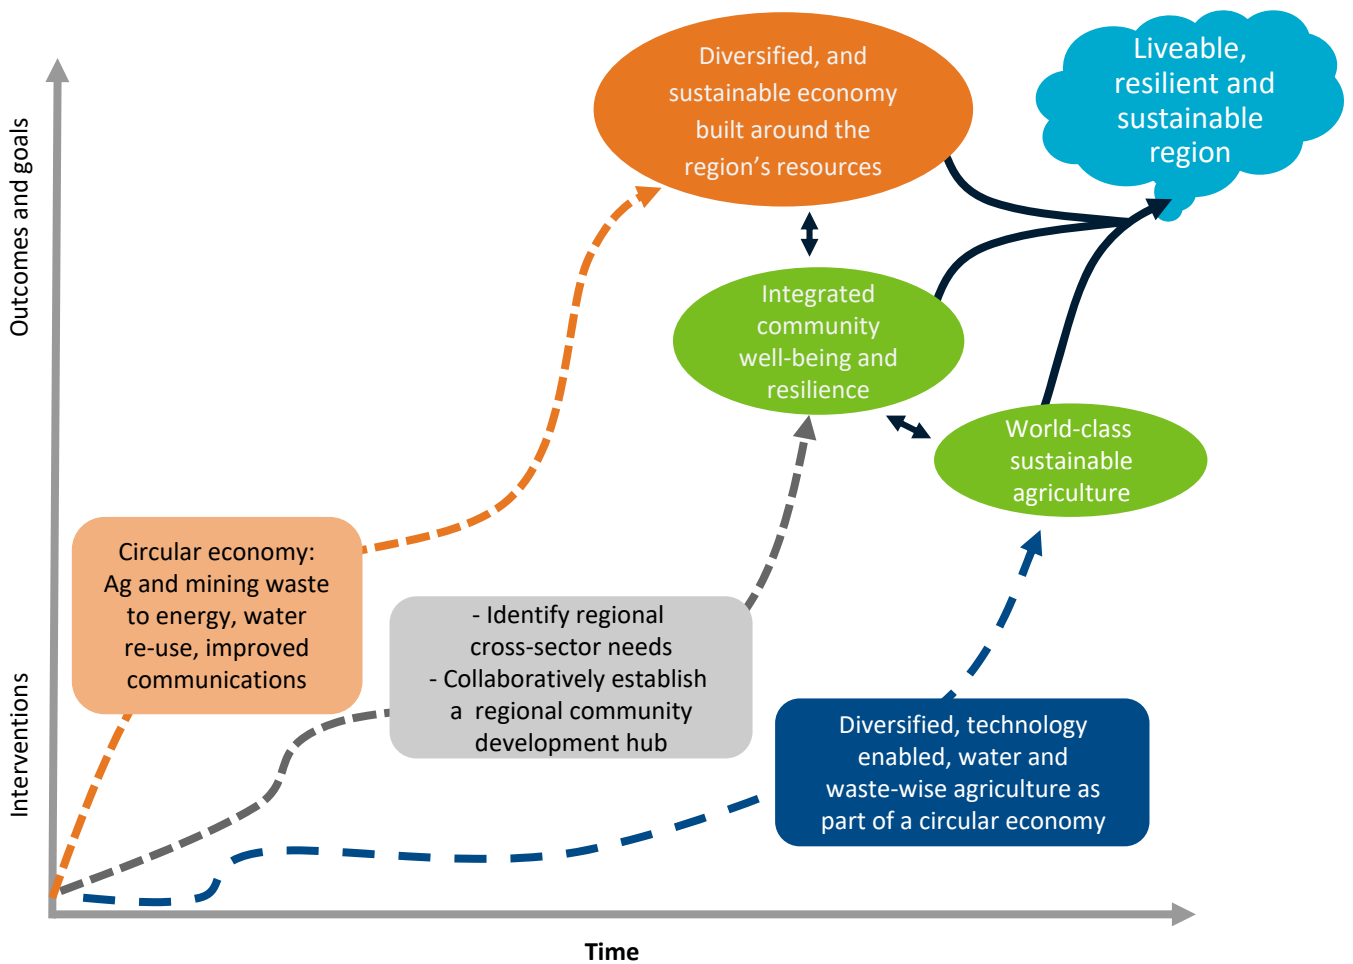 Outcomes and goals
Interventions
Time
Diversified, and
sustainable economy
built around the
region’s resources
Liveable,
resilient and
sustainable
region
Integrated
community
well-being and
resilience
World-class
sustainable
agriculture
Circular economy:
Ag and mining waste
to energy, water
re-use, improved
communications
- Identify regional
cross-sector needs
- Collaboratively establish
a regional community
development hub
Diversified, technology
enabled, water and
waste-wise agriculture as
part of a circular economy